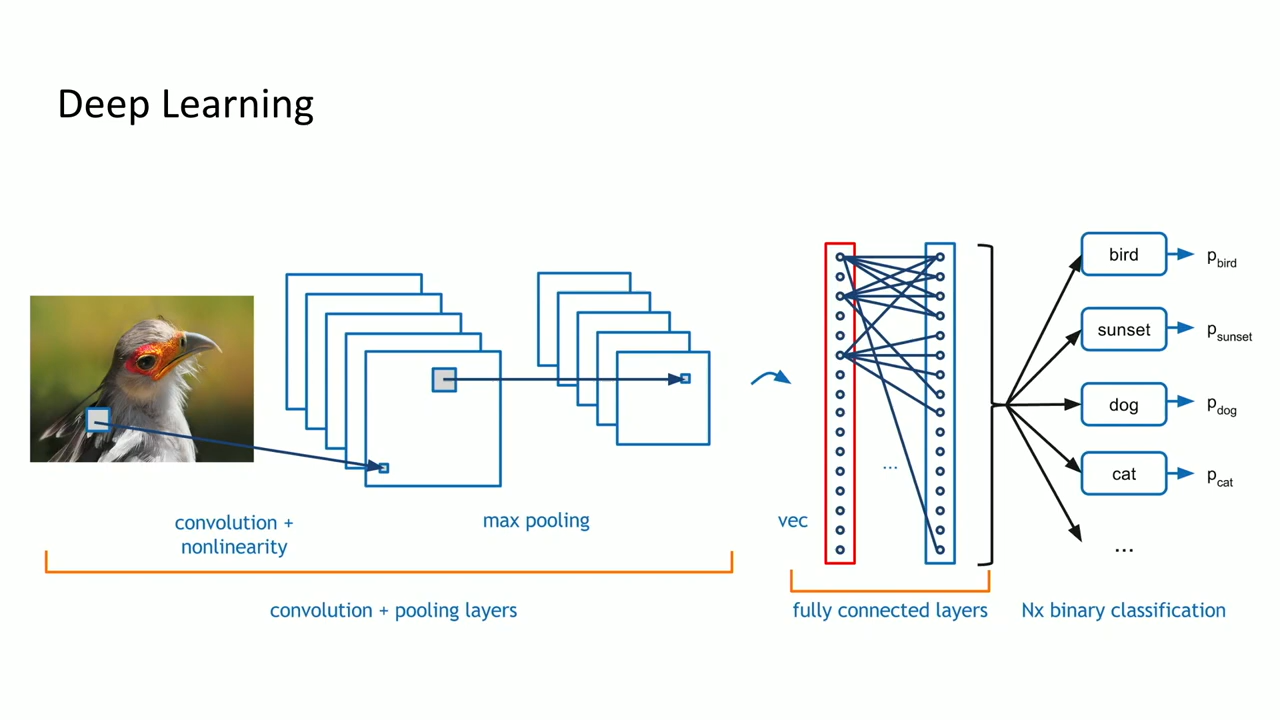 Deep Learning
bird
p_bird
sunset
p_sunset
dog
p_dog
cat
p_cat
...
...
convolution +
nonlinearity
max pooling
vec
convolution + pooling layers
fully connected layers
Nx binary classification